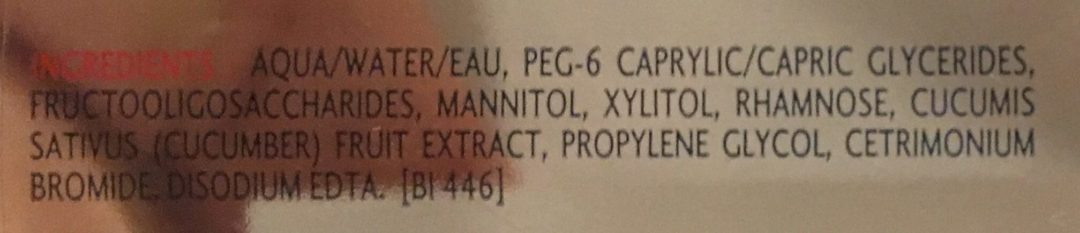 INGREDIENTS : AQUA/WATER/EAU, PEG-6 CAPRYLIC/CAPRIC GLYCERIDES,
FRUCTOOLIGOSACCHARIDES, MANNITOL, XYLITOL, RHAMNOSE, CUCUMIS
SATIVUS (CUCUMBER) FRUIT EXTRACT, PROPYLENE GLYCOL, CETRIMONIUM
BROMIDE, DISODIUM EDTA. [BI 446]